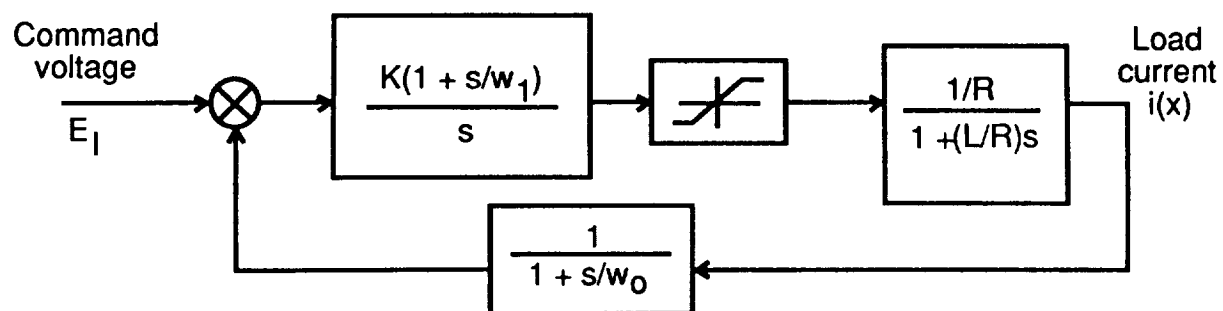 Command
voltage
E_I
K(1 + s/w_1)
s
1/R
1 +(L/R)s
Load
current
i(x)
1
1 + s/w_o